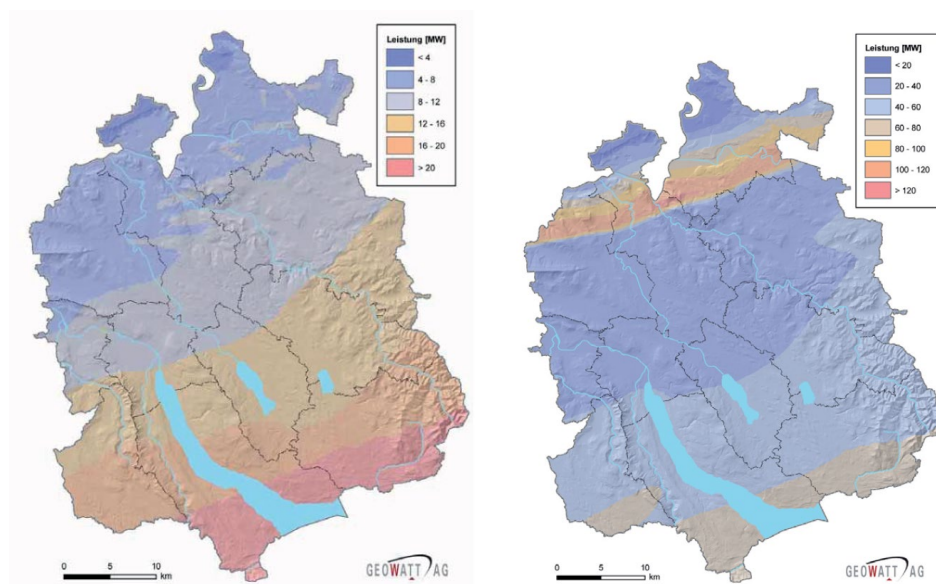 Leistung [MW]
< 4
4 - 8
8 - 12
12 - 16
16 - 20
> 20
0 5 10
km
GEOWATT AG
Leistung [MW]
< 20
20 - 40
40 - 60
60 - 80
80 - 100
100 - 120
> 120
0 5 10
km
GEOWATT AG